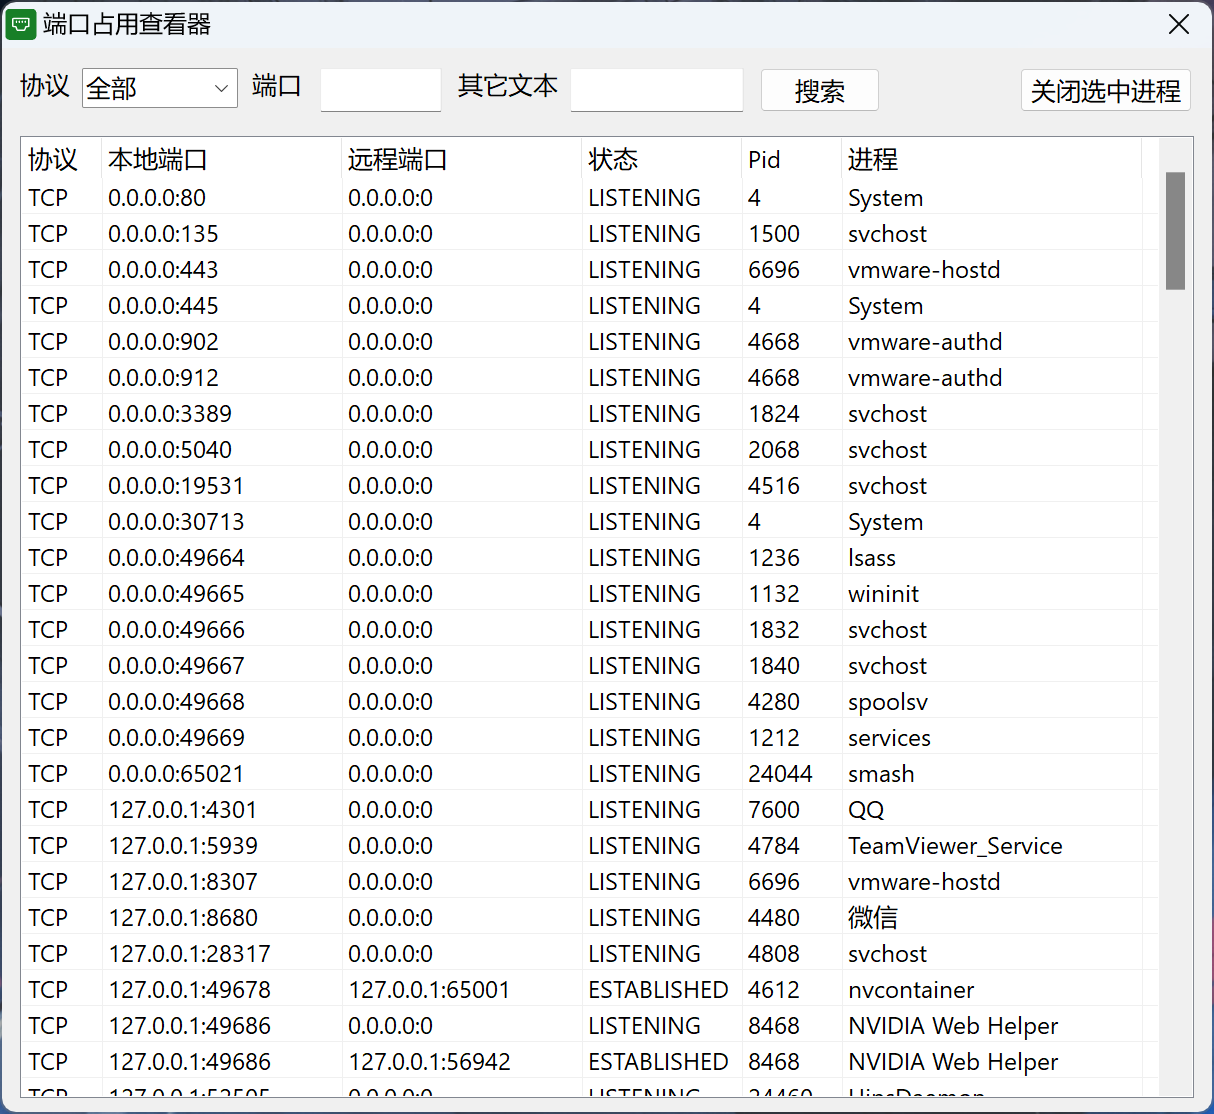 端口占用查看器
协议 全部 端口 其它文本 搜索 关闭选中进程
协议 本地端口 远程端口 状态 Pid 进程
TCP 0.0.0.0:80 0.0.0.0:0 LISTENING 4 System
TCP 0.0.0.0:135 0.0.0.0:0 LISTENING 1500 svchost
TCP 0.0.0.0:443 0.0.0.0:0 LISTENING 6696 vmware-hostd
TCP 0.0.0.0:445 0.0.0.0:0 LISTENING 4 System
TCP 0.0.0.0:902 0.0.0.0:0 LISTENING 4668 vmware-authd
TCP 0.0.0.0:912 0.0.0.0:0 LISTENING 4668 vmware-authd
TCP 0.0.0.0:3389 0.0.0.0:0 LISTENING 1824 svchost
TCP 0.0.0.0:5040 0.0.0.0:0 LISTENING 2068 svchost
TCP 0.0.0.0:19531 0.0.0.0:0 LISTENING 4516 svchost
TCP 0.0.0.0:30713 0.0.0.0:0 LISTENING 4 System
TCP 0.0.0.0:49664 0.0.0.0:0 LISTENING 1236 lsass
TCP 0.0.0.0:49665 0.0.0.0:0 LISTENING 1132 wininit
TCP 0.0.0.0:49666 0.0.0.0:0 LISTENING 1832 svchost
TCP 0.0.0.0:49667 0.0.0.0:0 LISTENING 1840 svchost
TCP 0.0.0.0:49668 0.0.0.0:0 LISTENING 4280 spoolsv
TCP 0.0.0.0:49669 0.0.0.0:0 LISTENING 1212 services
TCP 0.0.0.0:65021 0.0.0.0:0 LISTENING 24044 smash
TCP 127.0.0.1:4301 0.0.0.0:0 LISTENING 7600 QQ
TCP 127.0.0.1:5939 0.0.0.0:0 LISTENING 4784 TeamViewer_Service
TCP 127.0.0.1:8307 0.0.0.0:0 LISTENING 6696 vmware-hostd
TCP 127.0.0.1:8680 0.0.0.0:0 LISTENING 4480 微信
TCP 127.0.0.1:28317 0.0.0.0:0 LISTENING 4808 svchost
TCP 127.0.0.1:49678 127.0.0.1:65001 ESTABLISHED 4612 nvcontainer
TCP 127.0.0.1:49686 0.0.0.0:0 LISTENING 8468 NVIDIA Web Helper
TCP 127.0.0.1:49686 127.0.0.1:56942 ESTABLISHED 8468 NVIDIA Web Helper
TCP 0.0.0.0:0 LISTENING